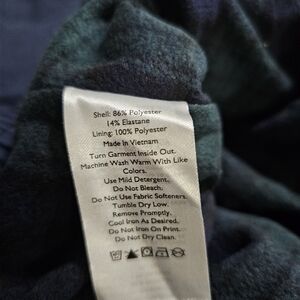 Shell: 86% Polyester
14% Elastane
Lining: 100% Polyester
Made In Vietnam
Turn Garment Inside Out.
Machine Wash Warm With Like
Colors.
Use Mild Detergent.
Do Not Bleach.
Do Not Use Fabric Softeners.
Tumble Dry Low.
Remove Promptly.
Cool Iron As Desired.
Do Not Iron On Print.
Do Not Dry Clean.